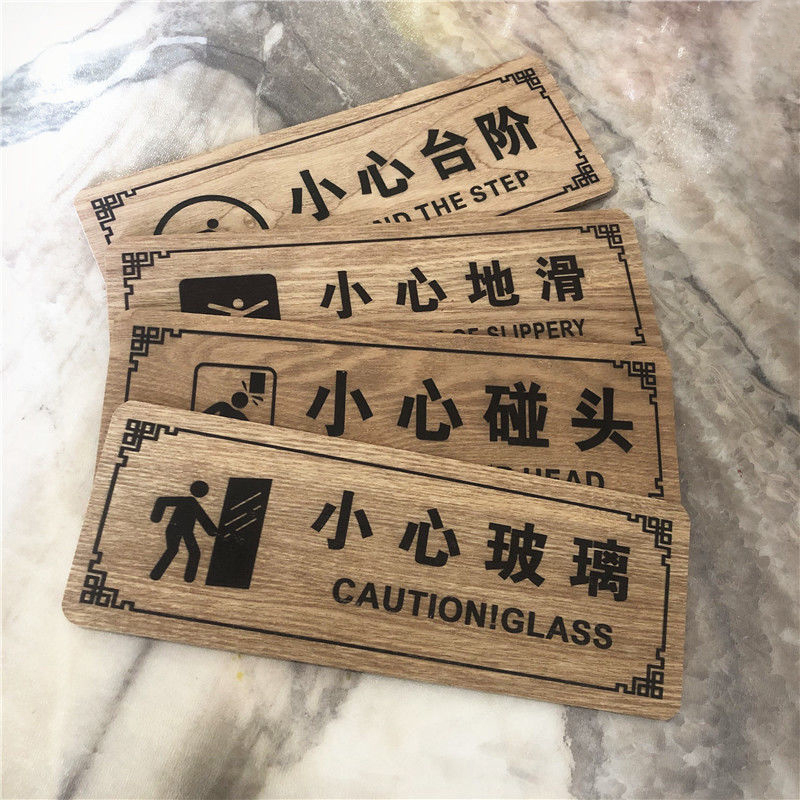 小心台阶
THE STEP
小心地滑
OF SLIPPERY
小心碰头
HEAD
小心玻璃
CAUTION!GLASS